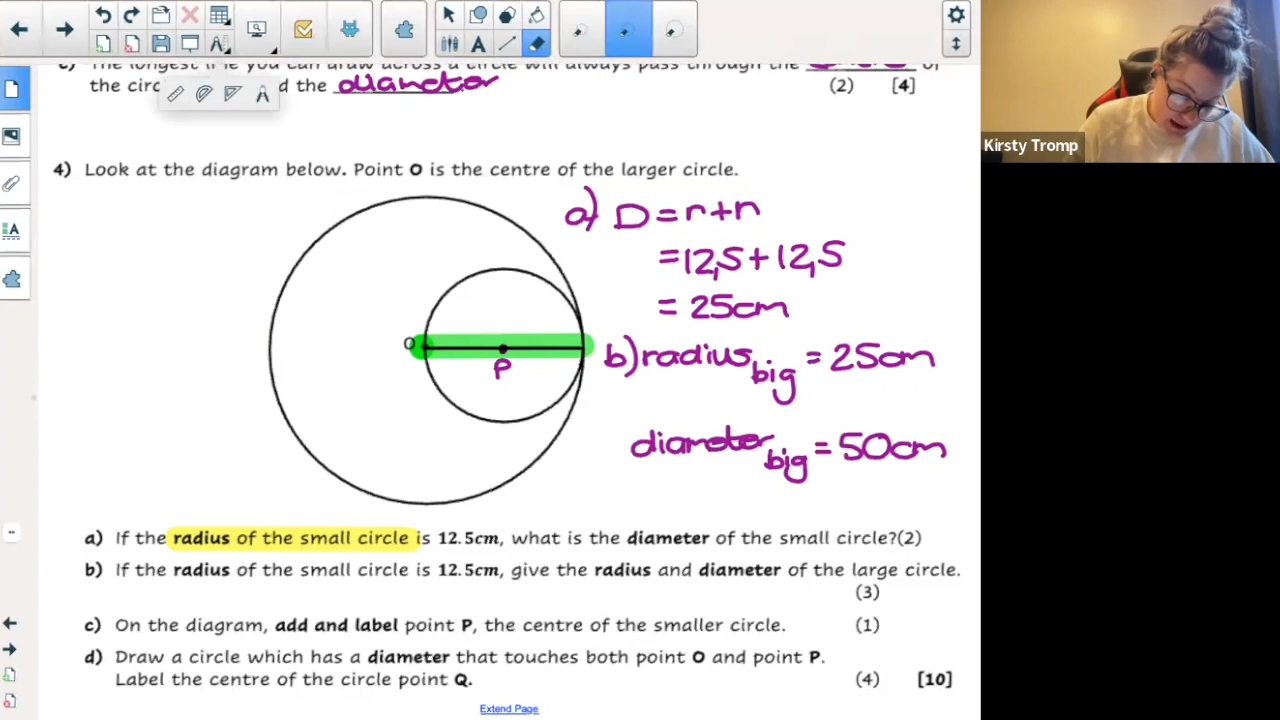 the circ d the diameter (2) [4]
4) Look at the diagram below. Point O is the centre of the larger circle.
a) D = r+r
= 12,5 + 12,5
= 25cm
O
P
b) radius big = 25cm
diameter big = 50cm
a) If the radius of the small circle is 12.5cm, what is the diameter of the small circle?(2)
b) If the radius of the small circle is 12.5cm, give the radius and diameter of the large circle.
(3)
c) On the diagram, add and label point P, the centre of the smaller circle. (1)
d) Draw a circle which has a diameter that touches both point O and point P.
Label the centre of the circle point Q. (4) [10]
Extend Page
Kirsty Tromp